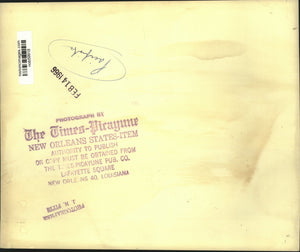 FEB 14 1966
PHOTOGRAPH BY
The Times-Picayune
NEW ORLEANS STATES-ITEM
AUTHORITY TO PUBLISH
OR COPY MUST BE OBTAINED FROM
THE TIMES-PICAYUNE PUB. CO.
LAFAYETTE SQUARE
NEW ORLEANS 40, LOUISIANA
PHOTOGRAPHER